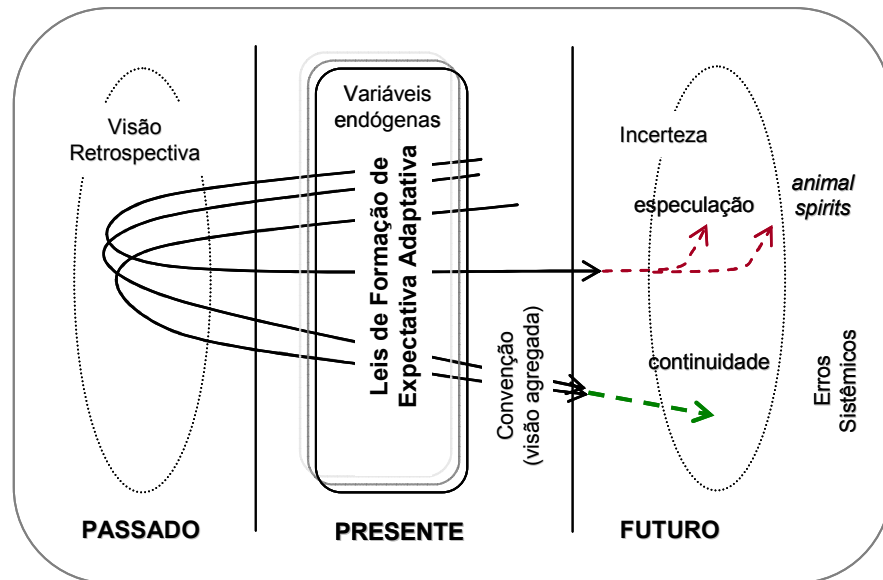 Visão
Retrospectiva
Variáveis
endógenas
Leis de Formação de
Expectativa Adaptativa
Convenção
(visão agregada)
Incerteza
especulação
animal
spirits
continuidade
Erros
Sistêmicos
PASSADO
PRESENTE
FUTURO